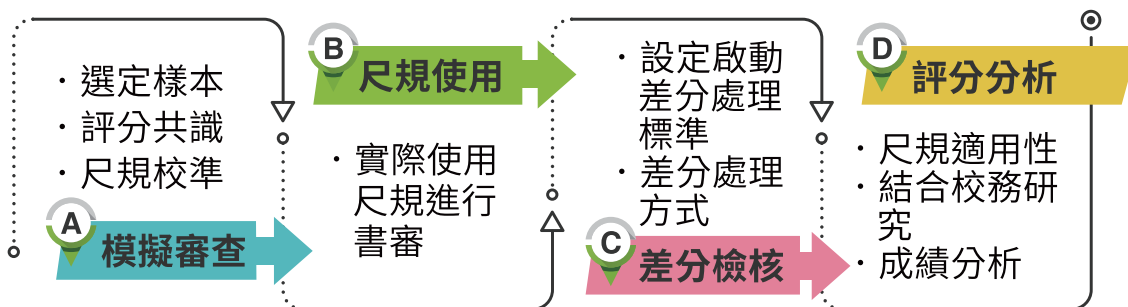 · 選定樣本
· 評分共識
· 尺規校準
A
模擬審查
B
尺規使用
· 實際使用
尺規進行
書審
· 設定啟動
差分處理
標準
· 差分處理
方式
C
差分檢核
D
評分分析
· 尺規適用性
· 結合校務研
究
· 成績分析